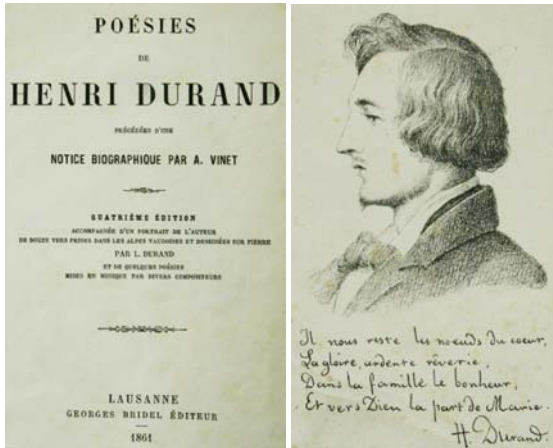 POÉSIES
DE
HENRI DURAND
PRÉCÉDÉES D'UNE
NOTICE BIOGRAPHIQUE PAR A. VINET
QUATRIÈME ÉDITION
ACCOMPAGNÉE D'UN PORTRAIT DE L'AUTEUR
DE DOUZE VUES PRISES DANS LES ALPES VAUDOISES ET DESSINÉES SUR PIERRE
PAR L. DURAND
ET DE QUELQUES POÉSIES
MISES EN MUSIQUE PAR DIVERS COMPOSITEURS
LAUSANNE
GEORGES BRIDEL ÉDITEUR
1861
Il nous reste les noeuds du coeur,
La gloire, ardente rêverie,
Dans la famille le bonheur,
Et vers Dieu la part de Marie.
H. Durand.